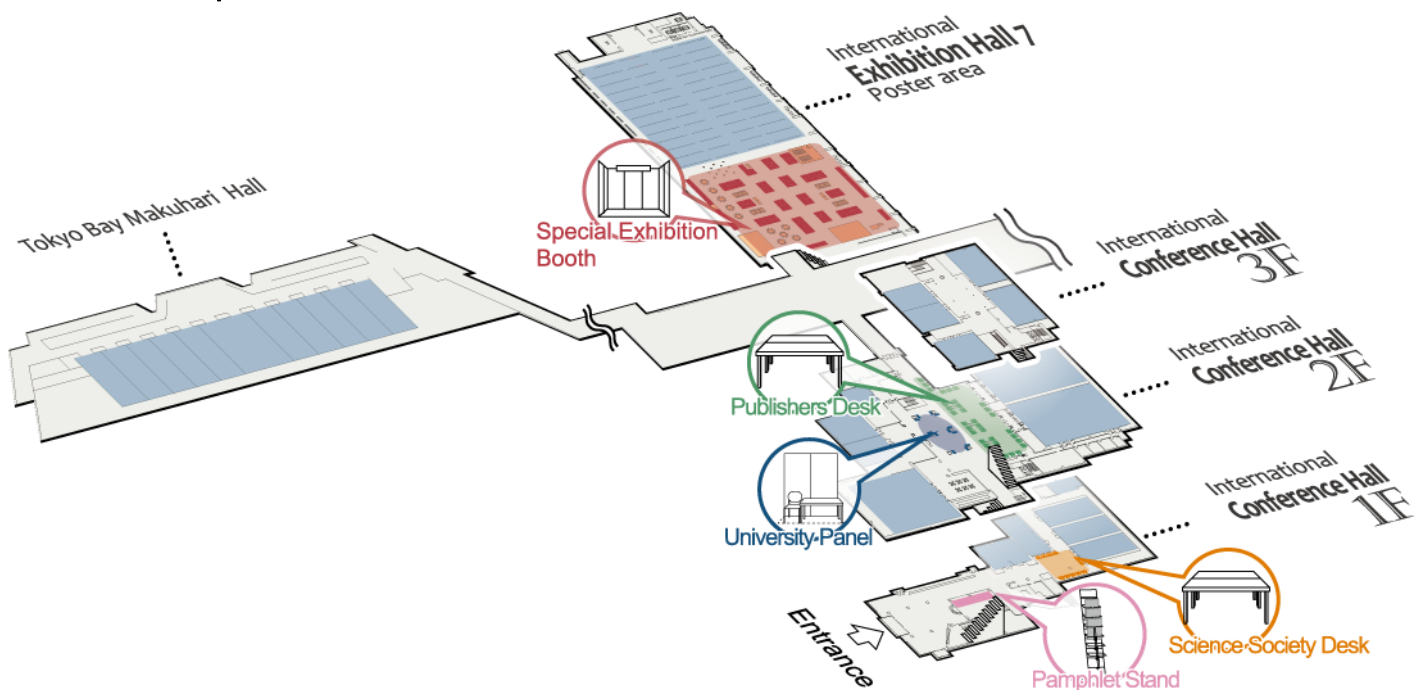 International
Exhibition Hall 7
Poster area
Tokyo Bay Makuhari Hall
Special Exhibition
Booth
International
Conference Hall
3F
International
Conference Hall
2F
Publishers' Desk
University Panel
International
Conference Hall
1F
Entrance
Science Society Desk
Pamphlet Stand